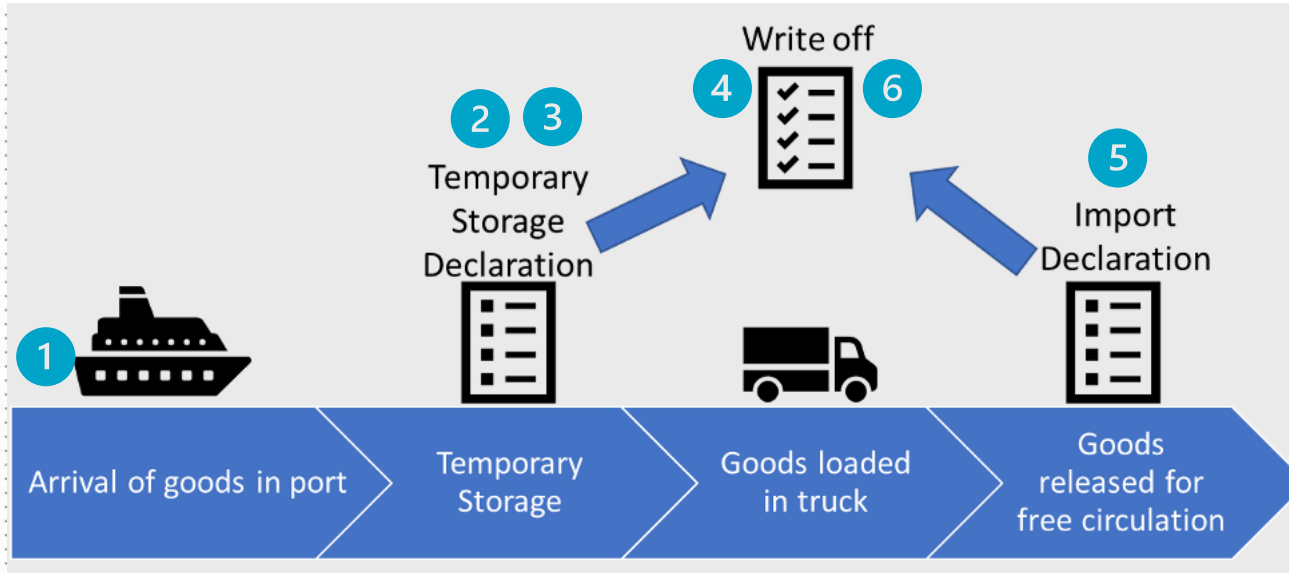 Write off
4
6
2
3
5
Temporary
Storage
Declaration
Import
Declaration
1
Arrival of goods in port
Temporary
Storage
Goods loaded
in truck
Goods
released for
free circulation